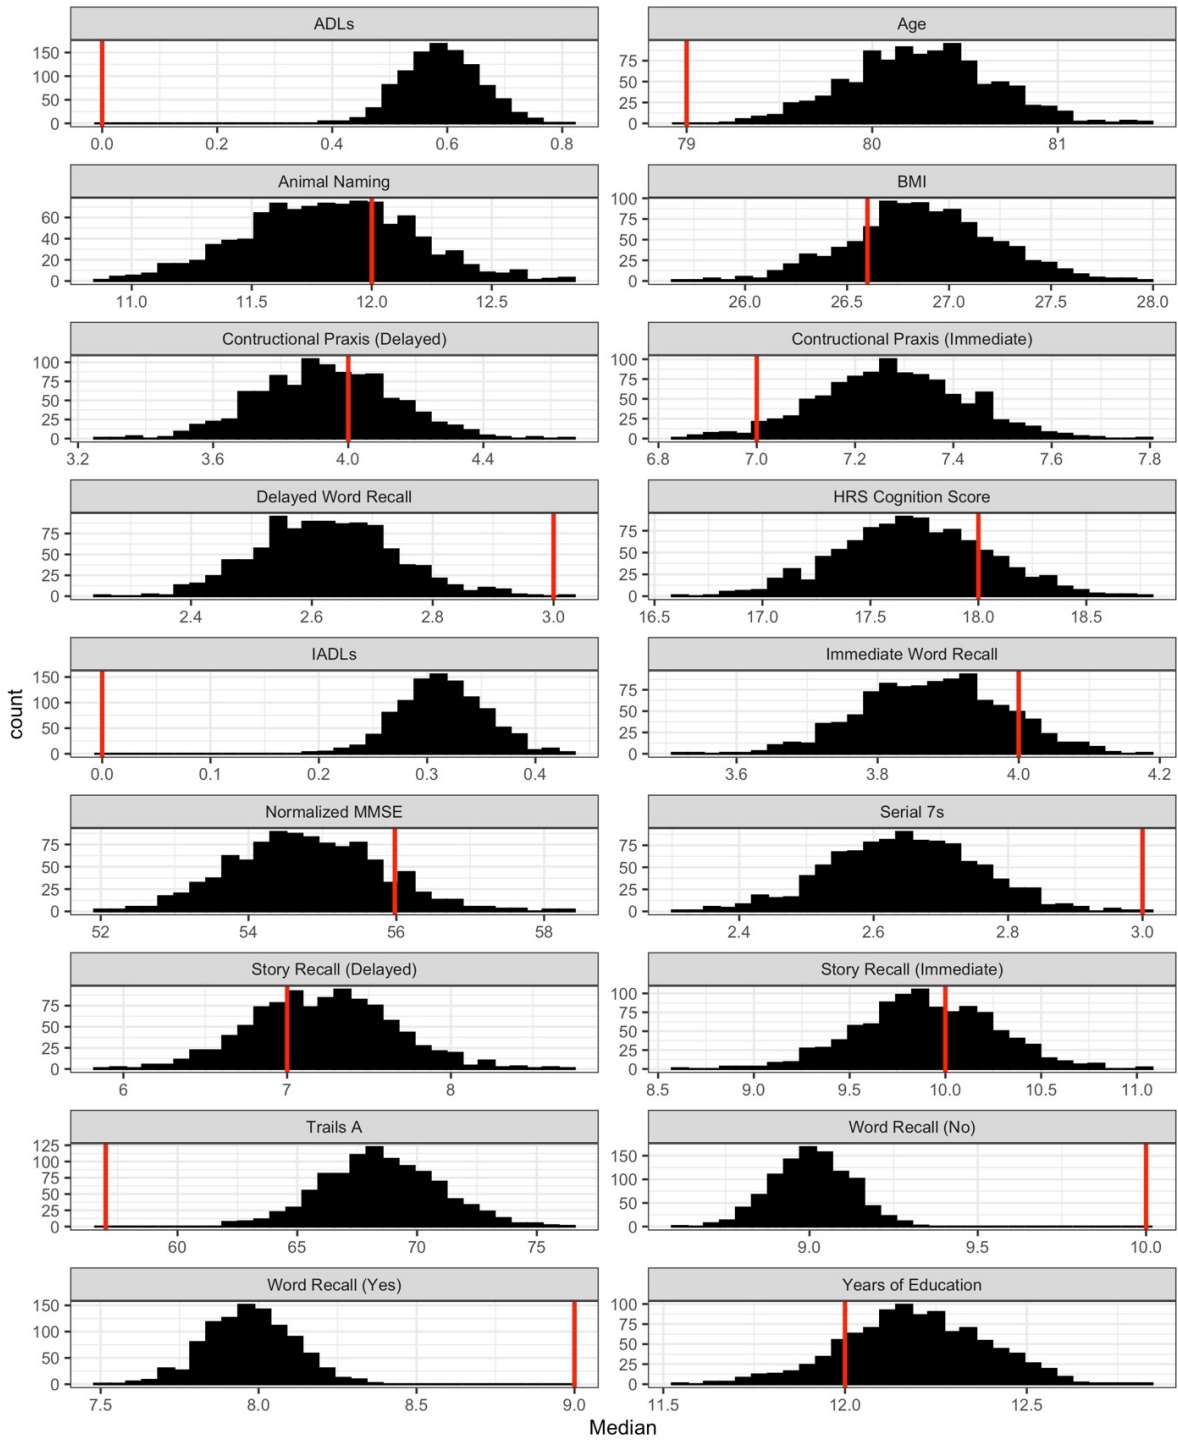 ADLs
150
100
50
0
0.0 0.2 0.4 0.6 0.8
Age
75
50
25
0
79 80 81
Animal Naming
60
40
20
0
11.0 11.5 12.0 12.5
BMI
100
75
50
25
0
26.0 26.5 27.0 27.5 28.0
Contructional Praxis (Delayed)
100
75
50
25
0
3.2 3.6 4.0 4.4
Contructional Praxis (Immediate)
100
75
50
25
0
6.8 7.0 7.2 7.4 7.6 7.8
Delayed Word Recall
75
50
25
0
2.4 2.6 2.8 3.0
HRS Cognition Score
75
50
25
0
16.5 17.0 17.5 18.0 18.5
count
IADLs
150
100
50
0
0.0 0.1 0.2 0.3 0.4
Immediate Word Recall
75
50
25
0
3.6 3.8 4.0 4.2
Normalized MMSE
75
50
25
0
52 54 56 58
Serial 7s
75
50
25
0
2.4 2.6 2.8 3.0
Story Recall (Delayed)
75
50
25
0
6 7 8
Story Recall (Immediate)
100
75
50
25
0
8.5 9.0 9.5 10.0 10.5 11.0
Trails A
125
100
75
50
25
0
60 65 70 75
Word Recall (No)
150
100
50
0
9.0 9.5 10.0
Word Recall (Yes)
150
100
50
0
7.5 8.0 8.5 9.0
Years of Education
100
75
50
25
0
11.5 12.0 12.5
Median